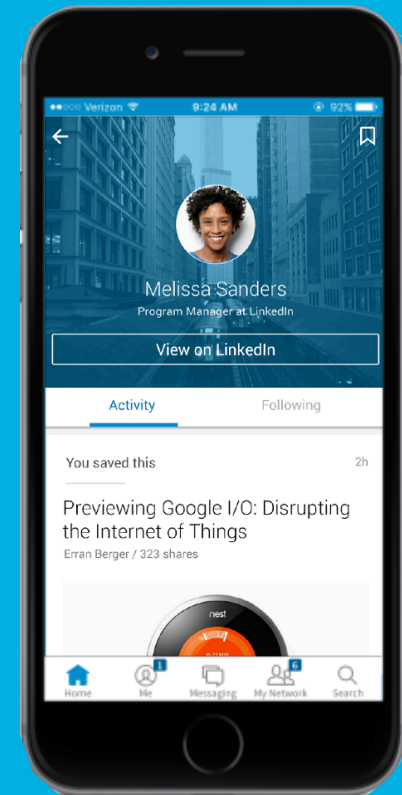 Verizon 9:24 AM 92%
Melissa Sanders
Program Manager at LinkedIn
View on LinkedIn
Activity Following
You saved this 2h
Previewing Google I/O: Disrupting
the Internet of Things
Erran Berger / 323 shares
nest
1 6
Home Me Messaging My Network Search